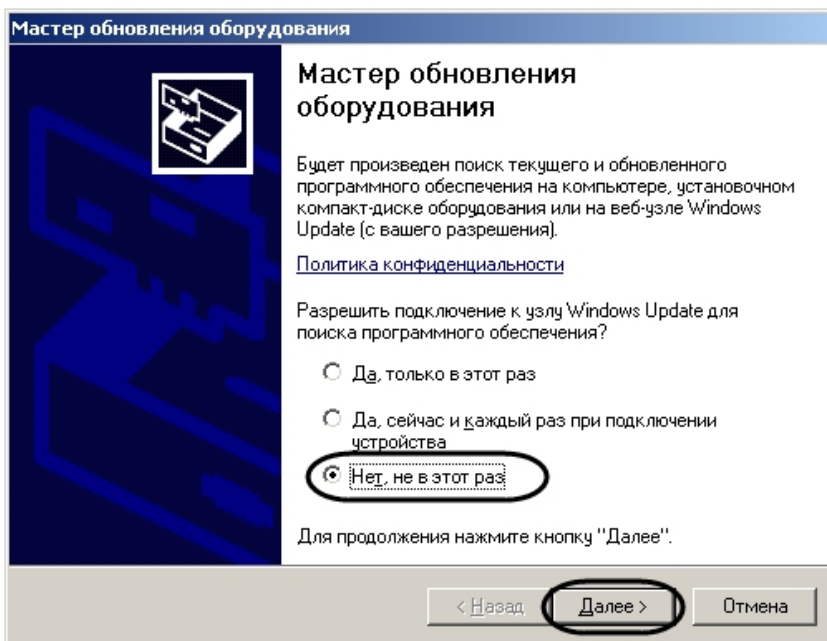 Мастер обновления оборудования
Мастер обновления
оборудования
Будет произведен поиск текущего и обновленного
программного обеспечения на компьютере, установочном
компакт-диске оборудования или на веб-узле Windows
Update (с вашего разрешения).
Политика конфиденциальности
Разрешить подключение к узлу Windows Update для
поиска программного обеспечения?
Да, только в этот раз
Да, сейчас и каждый раз при подключении
устройства
Нет, не в этот раз
Для продолжения нажмите кнопку "Далее".
< Назад Далее > Отмена